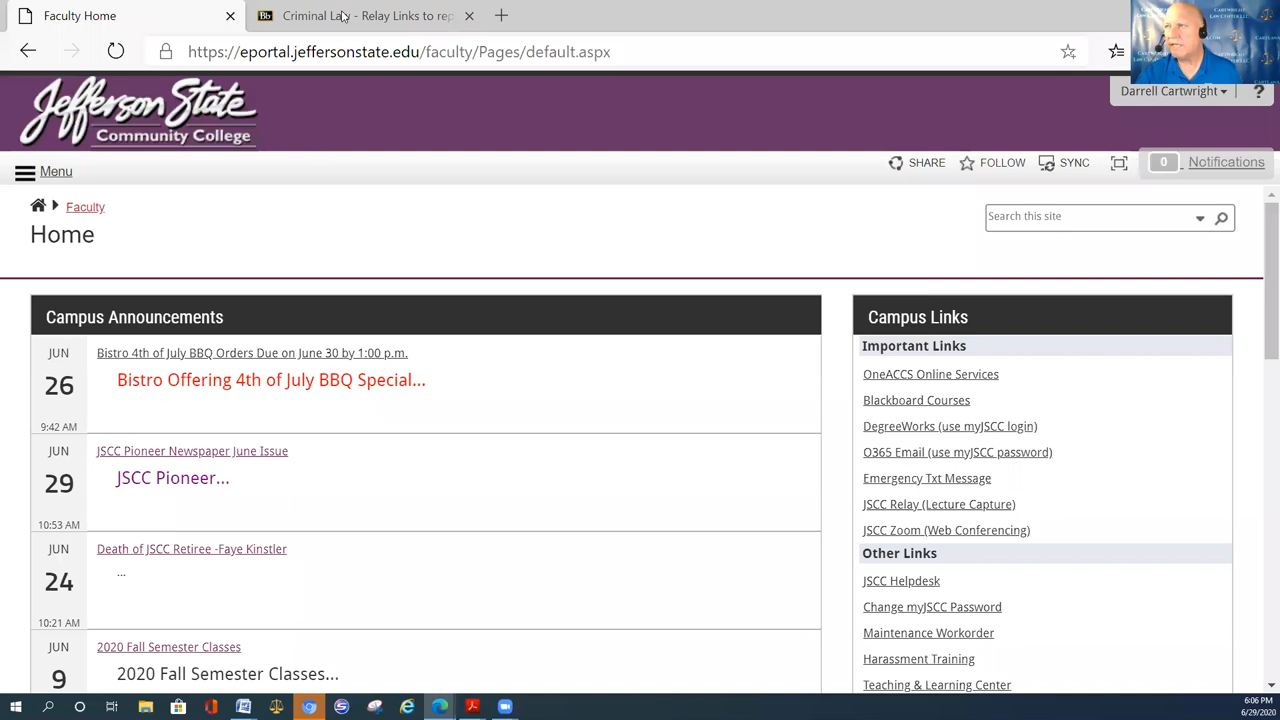 Faculty Home
Bb Criminal Law - Relay Links to rep
https://eportal.jeffersonstate.edu/faculty/Pages/default.aspx
Jefferson State
Community College
Darrell Cartwright
?
Menu
SHARE
FOLLOW
SYNC
0
Notifications
Faculty
Search this site
Home
Campus Announcements
JUN
26
9:42 AM
Bistro 4th of July BBQ Orders Due on June 30 by 1:00 p.m.
Bistro Offering 4th of July BBQ Special...
JUN
29
10:53 AM
JSCC Pioneer Newspaper June Issue
JSCC Pioneer...
JUN
24
10:21 AM
Death of JSCC Retiree -Faye Kinstler
...
JUN
9
2020 Fall Semester Classes
2020 Fall Semester Classes...
Campus Links
Important Links
OneACCS Online Services
Blackboard Courses
DegreeWorks (use myJSCC login)
O365 Email (use myJSCC password)
Emergency Txt Message
JSCC Relay (Lecture Capture)
JSCC Zoom (Web Conferencing)
Other Links
JSCC Helpdesk
Change myJSCC Password
Maintenance Workorder
Harassment Training
Teaching & Learning Center
6:06 PM
6/29/2020